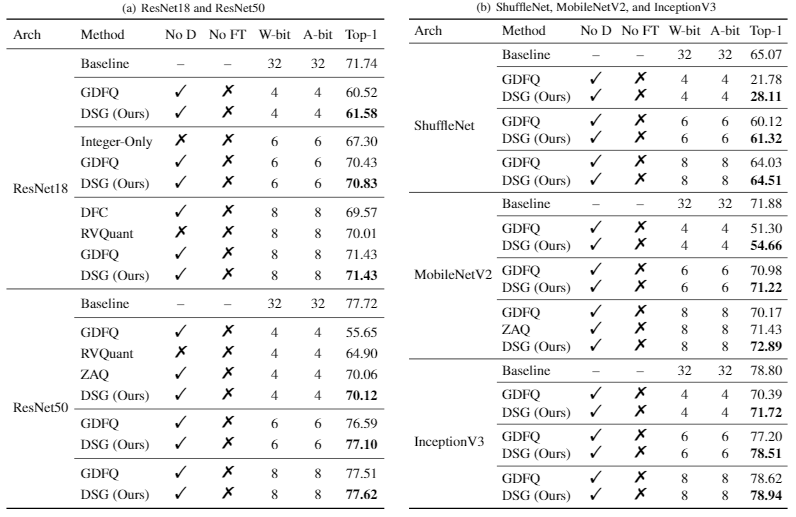 (a) ResNet18 and ResNet50
Arch Method No D No FT W-bit A-bit Top-1
Baseline – – 32 32 71.74
GDFQ ✓ ✗ 4 4 60.52
DSG (Ours) ✓ ✗ 4 4 61.58
Integer-Only ✗ ✗ 6 6 67.30
GDFQ ✓ ✗ 6 6 70.43
DSG (Ours) ✓ ✗ 6 6 70.83
ResNet18
DFC ✓ ✗ 8 8 69.57
RVQuant ✗ ✗ 8 8 70.01
GDFQ ✓ ✗ 8 8 71.43
DSG (Ours) ✓ ✗ 8 8 71.43
Baseline – – 32 32 77.72
GDFQ ✓ ✗ 4 4 55.65
RVQuant ✗ ✗ 4 4 64.90
ZAQ ✓ ✗ 4 4 70.06
DSG (Ours) ✓ ✗ 4 4 70.12
ResNet50
GDFQ ✓ ✗ 6 6 76.59
DSG (Ours) ✓ ✗ 6 6 77.10
GDFQ ✓ ✗ 8 8 77.51
DSG (Ours) ✓ ✗ 8 8 77.62
(b) ShuffleNet, MobileNetV2, and InceptionV3
Arch Method No D No FT W-bit A-bit Top-1
Baseline – – 32 32 65.07
GDFQ ✓ ✗ 4 4 21.78
DSG (Ours) ✓ ✗ 4 4 28.11
ShuffleNet
GDFQ ✓ ✗ 6 6 60.12
DSG (Ours) ✓ ✗ 6 6 61.32
GDFQ ✓ ✗ 8 8 64.03
DSG (Ours) ✓ ✗ 8 8 64.51
Baseline – – 32 32 71.88
GDFQ ✓ ✗ 4 4 51.30
DSG (Ours) ✓ ✗ 4 4 54.66
MobileNetV2
GDFQ ✓ ✗ 6 6 70.98
DSG (Ours) ✓ ✗ 6 6 71.22
GDFQ ✓ ✗ 8 8 70.17
ZAQ ✓ ✗ 8 8 71.43
DSG (Ours) ✓ ✗ 8 8 72.89
Baseline – – 32 32 78.80
GDFQ ✓ ✗ 4 4 70.39
DSG (Ours) ✓ ✗ 4 4 71.72
InceptionV3
GDFQ ✓ ✗ 6 6 77.20
DSG (Ours) ✓ ✗ 6 6 78.51
GDFQ ✓ ✗ 8 8 78.62
DSG (Ours) ✓ ✗ 8 8 78.94